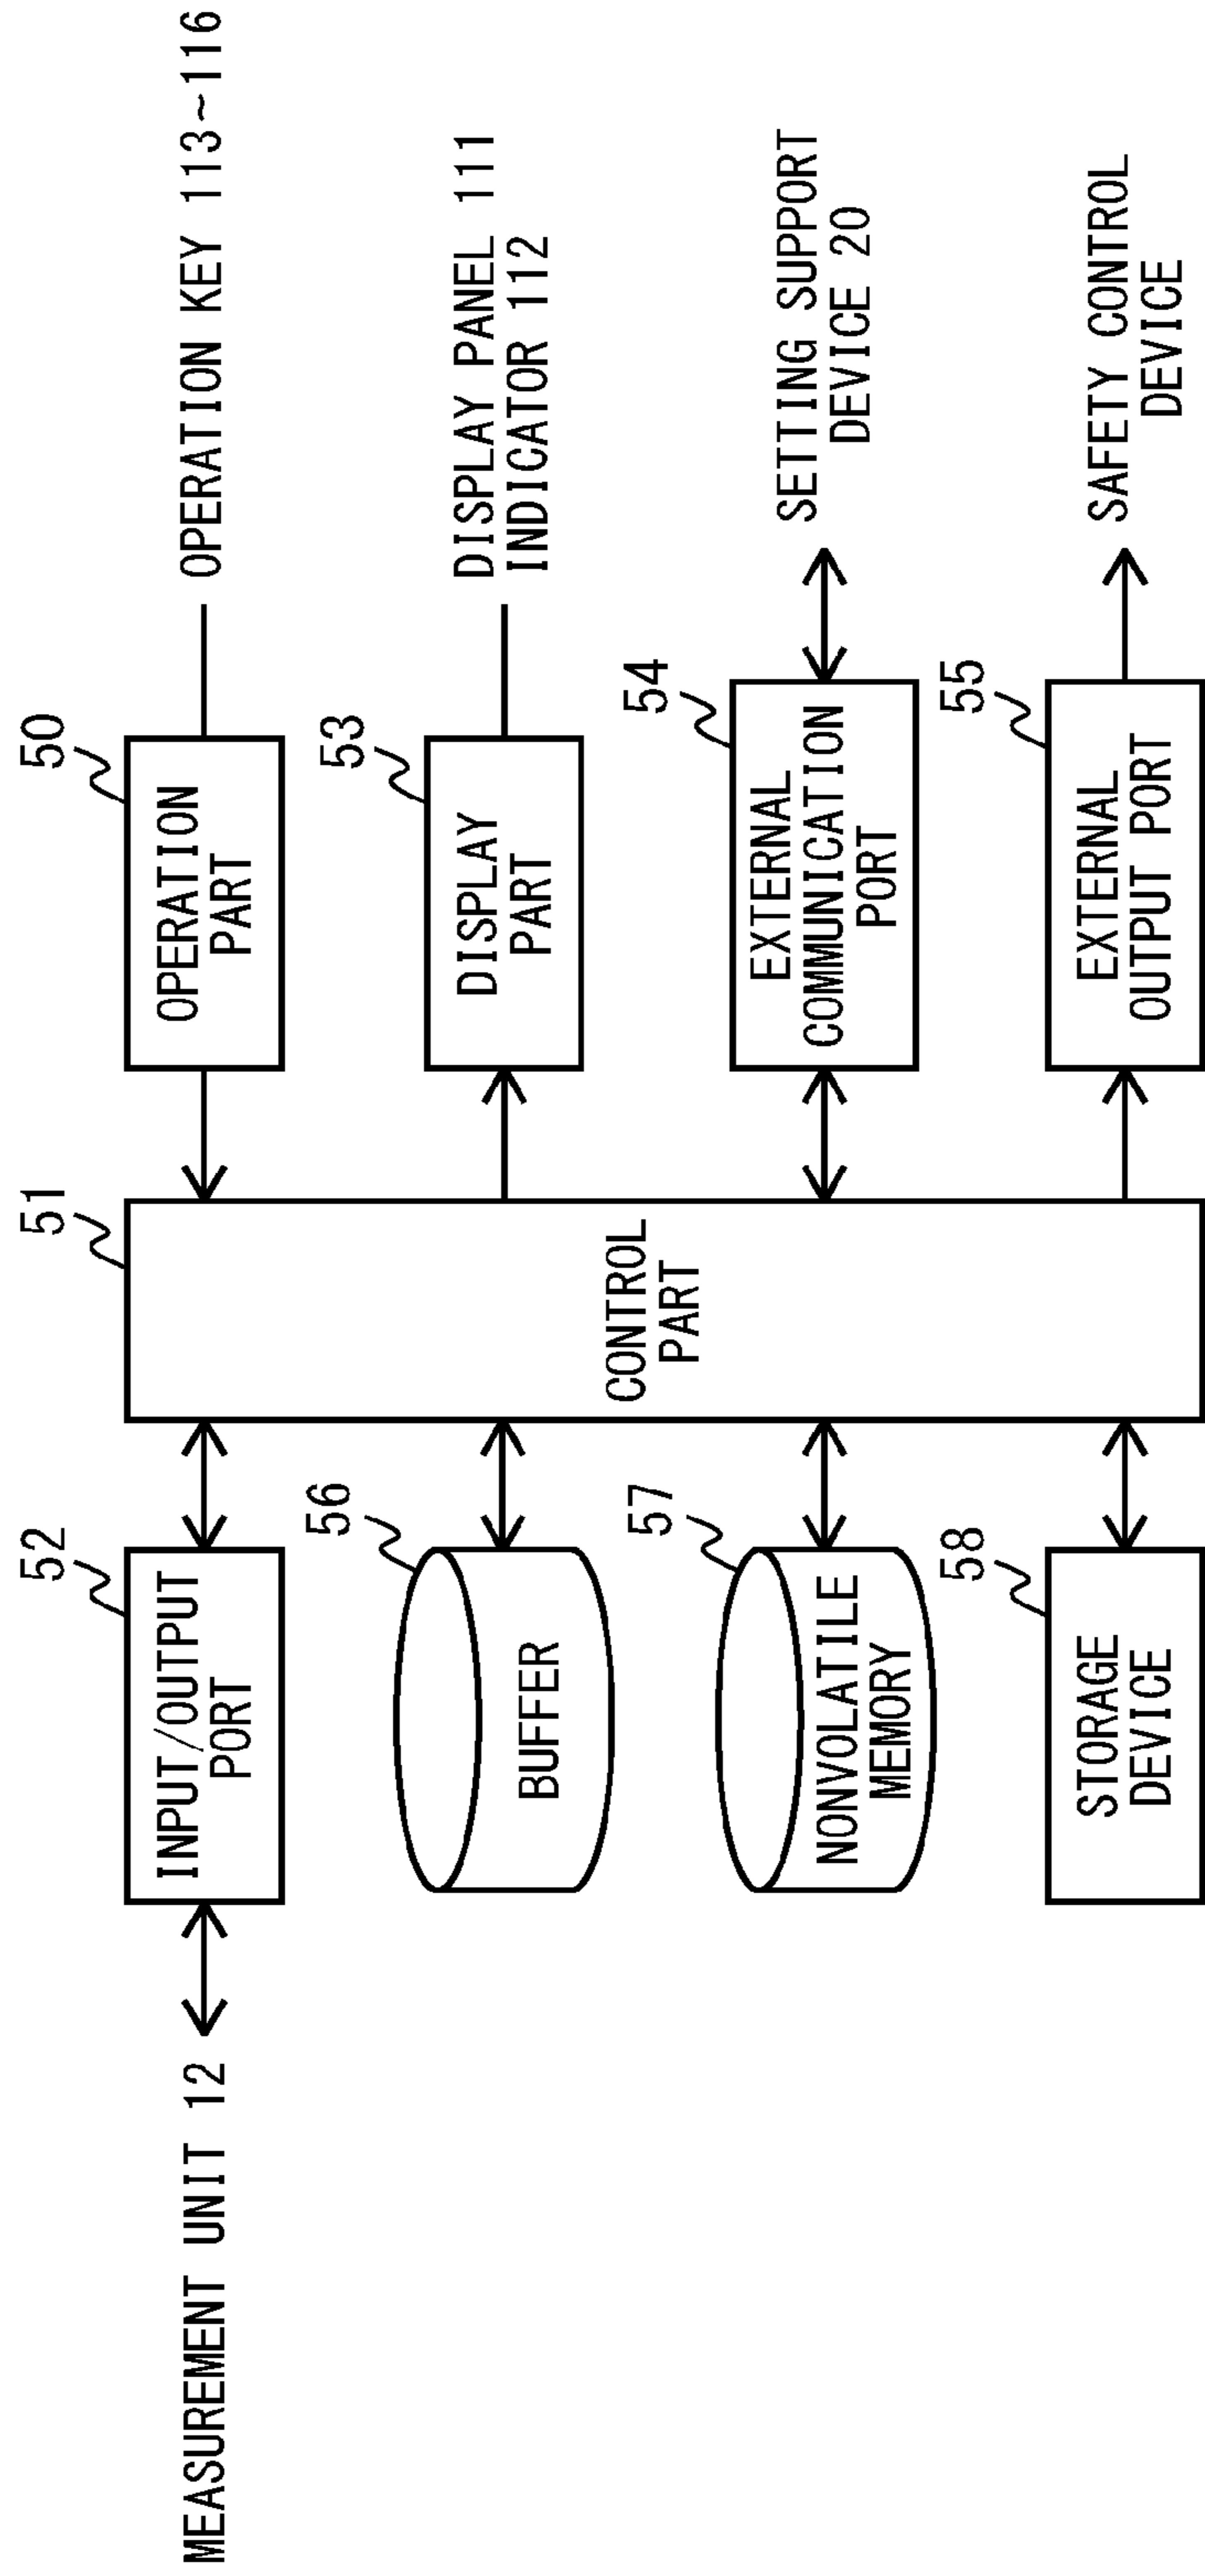 MEASUREMENT UNIT 12
52
INPUT/OUTPUT
PORT
51
CONTROL
PART
50
OPERATION
PART
OPERATION KEY 113~116
56
BUFFER
53
DISPLAY
PART
DISPLAY PANEL 111
INDICATOR 112
57
NONVOLATILE
MEMORY
54
EXTERNAL
COMMUNICATION
PORT
SETTING SUPPORT
DEVICE 20
58
STORAGE
DEVICE
55
EXTERNAL
OUTPUT PORT
SAFETY CONTROL
DEVICE